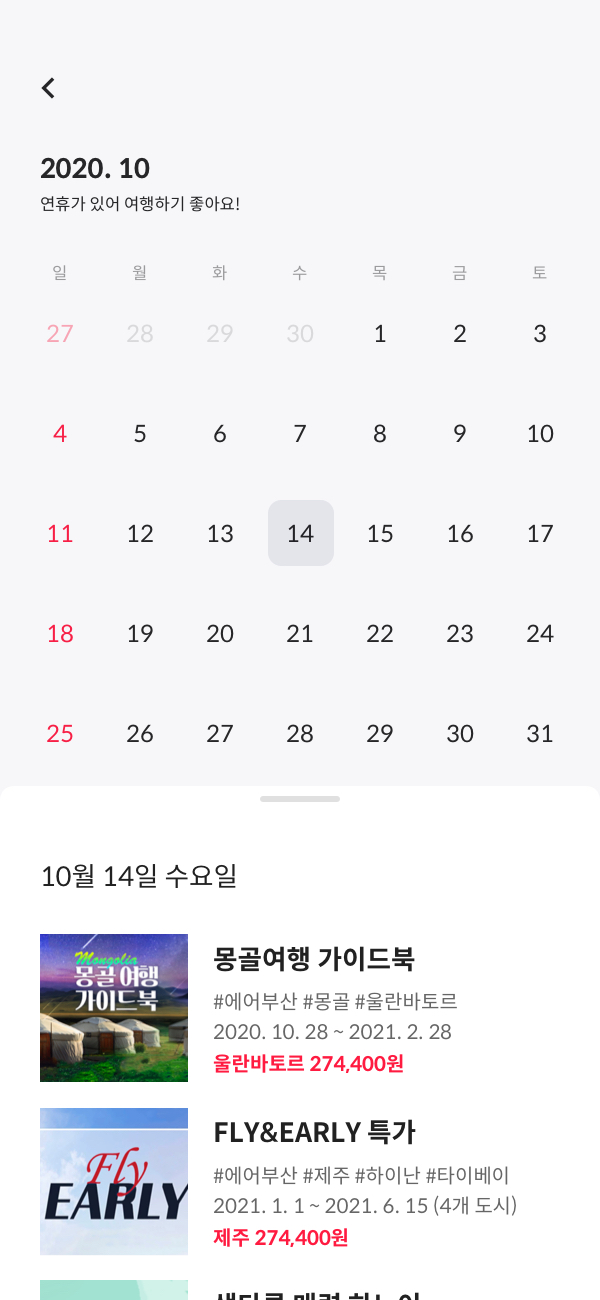 2020. 10
연휴가 있어 여행하기 좋아요!
일 월 화 수 목 금 토
27 28 29 30 1 2 3
4 5 6 7 8 9 10
11 12 13 14 15 16 17
18 19 20 21 22 23 24
25 26 27 28 29 30 31
10월 14일 수요일
Mongolia
몽골 여행
가이드북
몽골여행 가이드북
#에어부산 #몽골 #울란바토르
2020. 10. 28 ~ 2021. 2. 28
울란바토르 274,400원
Fly
EARLY
FLY&EARLY 특가
#에어부산 #제주 #하이난 #타이베이
2021. 1. 1 ~ 2021. 6. 15 (4개 도시)
제주 274,400원